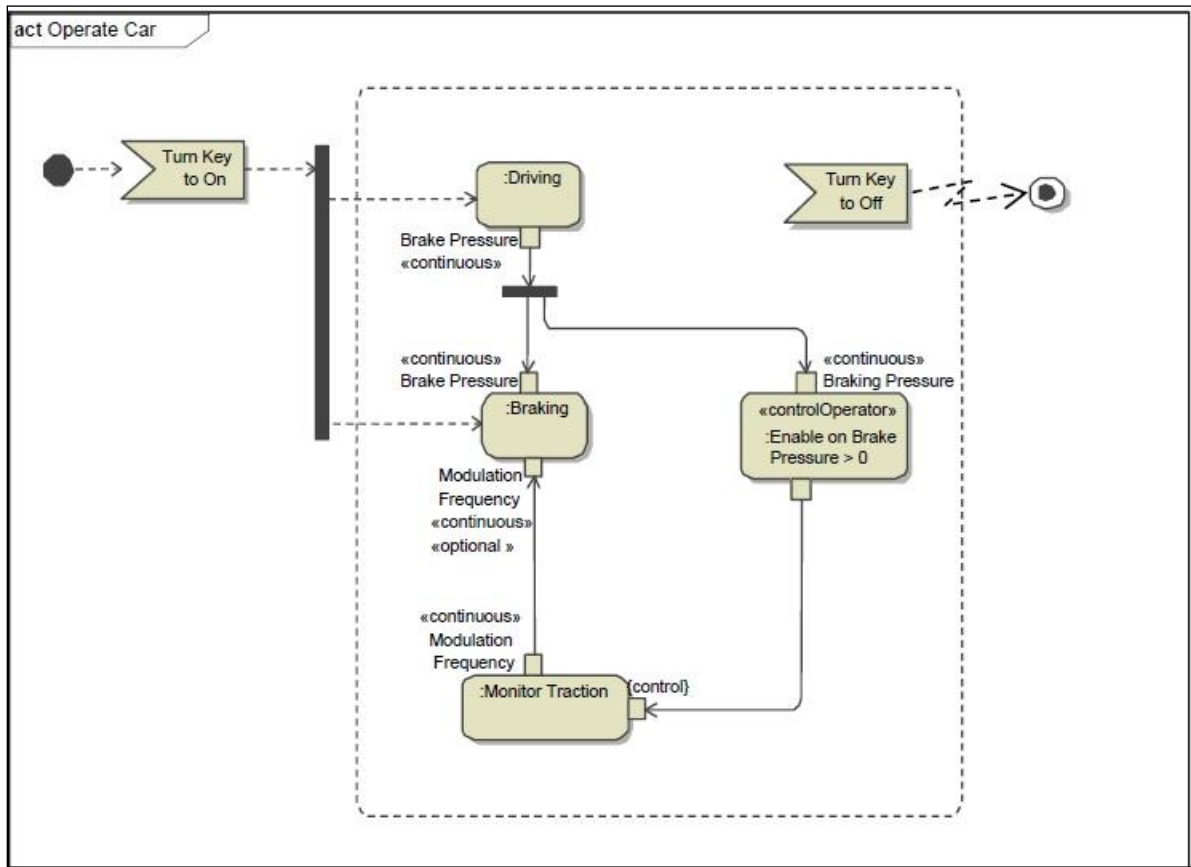 act Operate Car
Turn Key
to On
:Driving
Turn Key
to Off
Brake Pressure
«continuous»
«continuous»
Brake Pressure
«continuous»
Braking Pressure
:Braking
«controlOperator»
:Enable on Brake
Pressure > 0
Modulation
Frequency
«continuous»
«optional »
«continuous»
Modulation
Frequency
:Monitor Traction
{control}